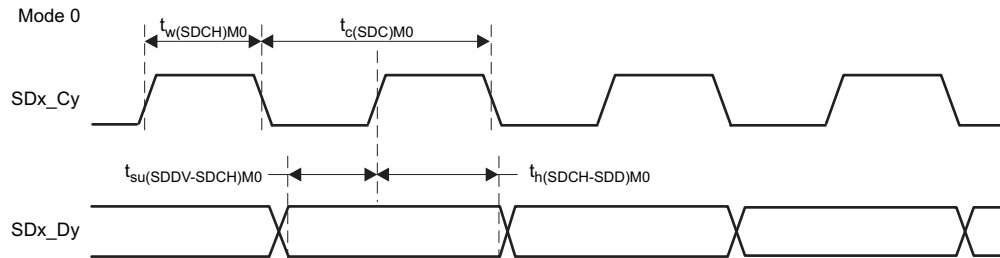 Mode 0
tw(SDCH)M0 tc(SDC)M0
SDx_Cy
tsu(SDDV-SDCH)M0 th(SDCH-SDD)M0
SDx_Dy